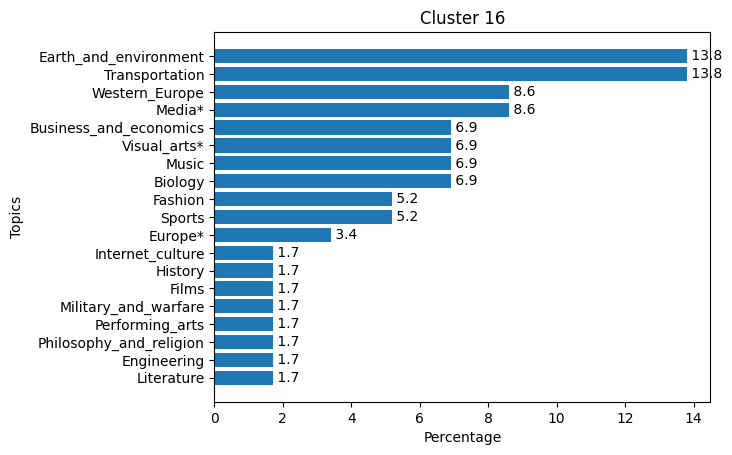 Cluster 16
Topics
Earth_and_environment 13.8
Transportation 13.8
Western_Europe 8.6
Media* 8.6
Business_and_economics 6.9
Visual_arts* 6.9
Music 6.9
Biology 6.9
Fashion 5.2
Sports 5.2
Europe* 3.4
Internet_culture 1.7
History 1.7
Films 1.7
Military_and_warfare 1.7
Performing_arts 1.7
Philosophy_and_religion 1.7
Engineering 1.7
Literature 1.7
0 2 4 6 8 10 12 14
Percentage